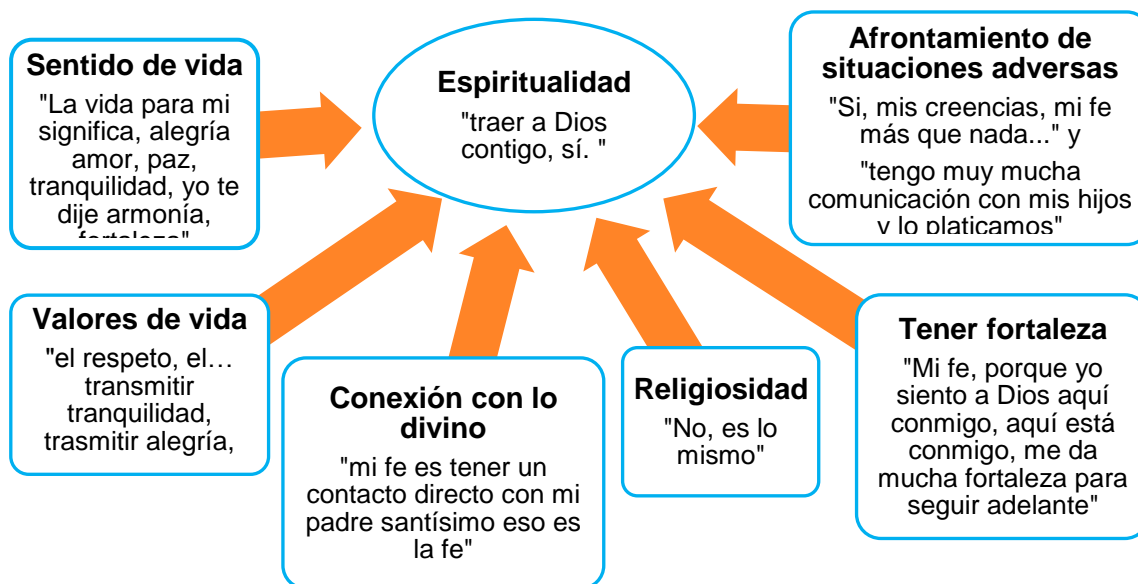 Sentido de vida
"La vida para mi
significa, alegría
amor, paz,
tranquilidad, yo te
dije armonía,
fortaleza"
Espiritualidad
"traer a Dios
contigo, sí. "
Afrontamiento de
situaciones adversas
"Si, mis creencias, mi fe
más que nada..." y
"tengo muy mucha
comunicación con mis hijos
y lo platicamos"
Valores de vida
"el respeto, el…
transmitir
tranquilidad,
trasmitir alegría,
Conexión con lo
divino
"mi fe es tener un
contacto directo con mi
padre santísimo eso es
la fe"
Religiosidad
"No, es lo
mismo"
Tener fortaleza
"Mi fe, porque yo
siento a Dios aquí
conmigo, aquí está
conmigo, me da
mucha fortaleza para
seguir adelante"